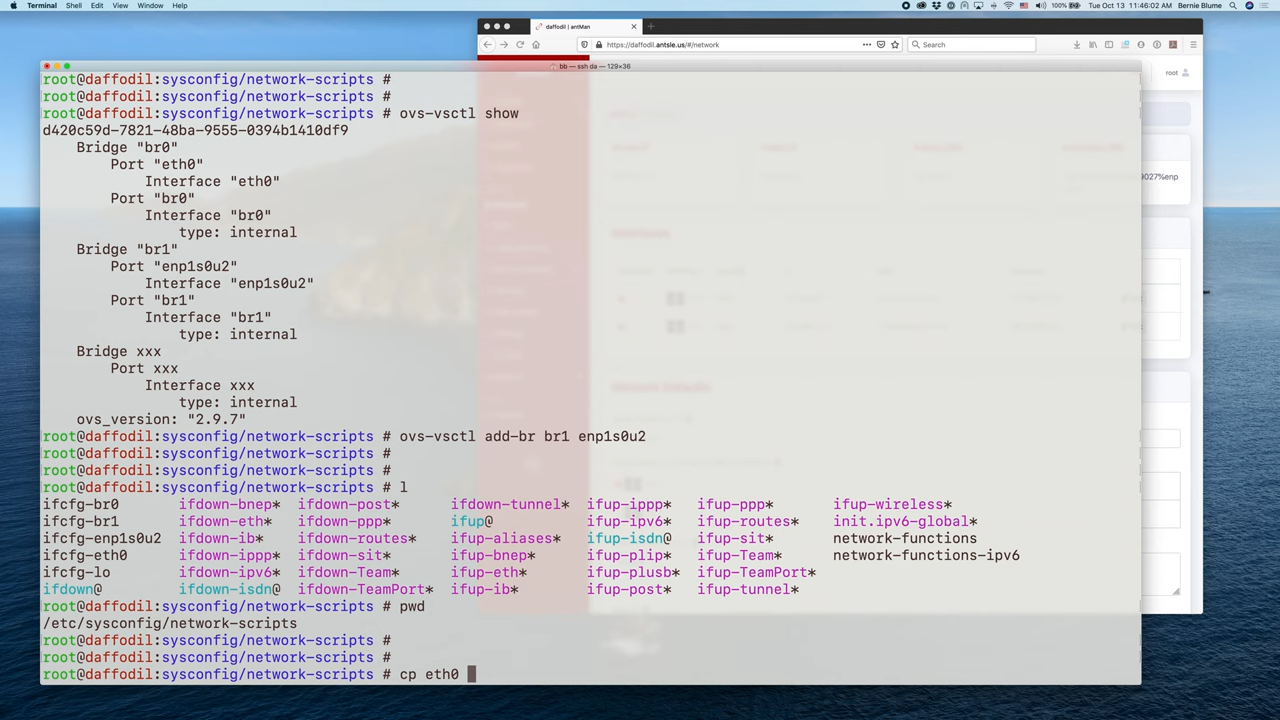 Terminal Shell Edit View Window Help
100% Tue Oct 13 11:46:02 AM Bernie Blume
daffodil | antMan
https://daffodil.antsle.us/#/network
Search
bb — ssh da — 129×36
root
root@daffodil:sysconfig/network-scripts #
root@daffodil:sysconfig/network-scripts #
root@daffodil:sysconfig/network-scripts # ovs-vsctl show
d420c59d-7821-48ba-9555-0394b1410df9
Bridge "br0"
Port "eth0"
Interface "eth0"
9027%enp
Port "br0"
Interface "br0"
type: internal
Bridge "br1"
Port "enp1s0u2"
Interface "enp1s0u2"
Port "br1"
Interface "br1"
type: internal
Bridge xxx
Port xxx
Interface xxx
type: internal
ovs_version: "2.9.7"
root@daffodil:sysconfig/network-scripts # ovs-vsctl add-br br1 enp1s0u2
root@daffodil:sysconfig/network-scripts #
root@daffodil:sysconfig/network-scripts #
root@daffodil:sysconfig/network-scripts # l
ifcfg-br0 ifdown-bnep* ifdown-post* ifdown-tunnel* ifup-ippp* ifup-ppp* ifup-wireless*
ifcfg-br1 ifdown-eth* ifdown-ppp* ifup@ ifup-ipv6* ifup-routes* init.ipv6-global*
ifcfg-enp1s0u2 ifdown-ib* ifdown-routes* ifup-aliases* ifup-isdn@ ifup-sit* network-functions
ifcfg-eth0 ifdown-ippp* ifdown-sit* ifup-bnep* ifup-plip* ifup-Team* network-functions-ipv6
ifcfg-lo ifdown-ipv6* ifdown-Team* ifup-eth* ifup-plusb* ifup-TeamPort*
ifdown@ ifdown-isdn@ ifdown-TeamPort* ifup-ib* ifup-post* ifup-tunnel*
root@daffodil:sysconfig/network-scripts # pwd
/etc/sysconfig/network-scripts
root@daffodil:sysconfig/network-scripts #
root@daffodil:sysconfig/network-scripts #
root@daffodil:sysconfig/network-scripts # cp eth0